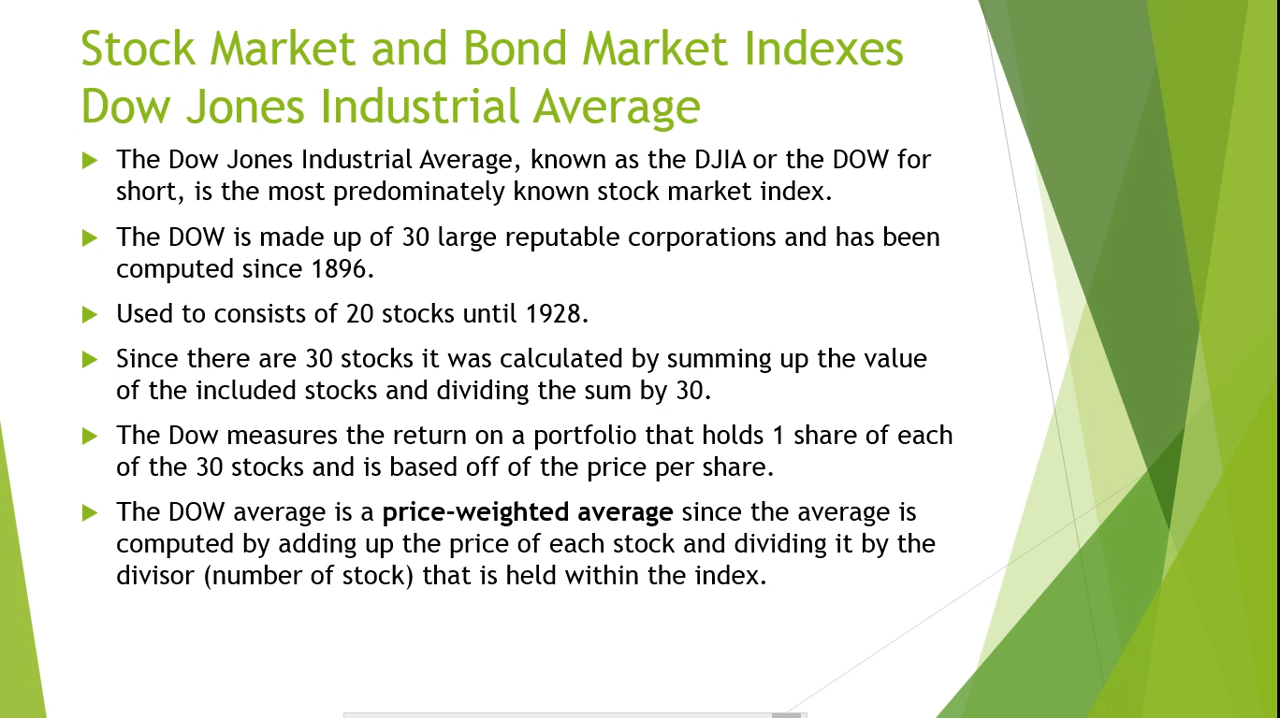 Stock Market and Bond Market Indexes
Dow Jones Industrial Average
The Dow Jones Industrial Average, known as the DJIA or the DOW for
short, is the most predominately known stock market index.
The DOW is made up of 30 large reputable corporations and has been
computed since 1896.
Used to consists of 20 stocks until 1928.
Since there are 30 stocks it was calculated by summing up the value
of the included stocks and dividing the sum by 30.
The Dow measures the return on a portfolio that holds 1 share of each
of the 30 stocks and is based off of the price per share.
The DOW average is a price-weighted average since the average is
computed by adding up the price of each stock and dividing it by the
divisor (number of stock) that is held within the index.